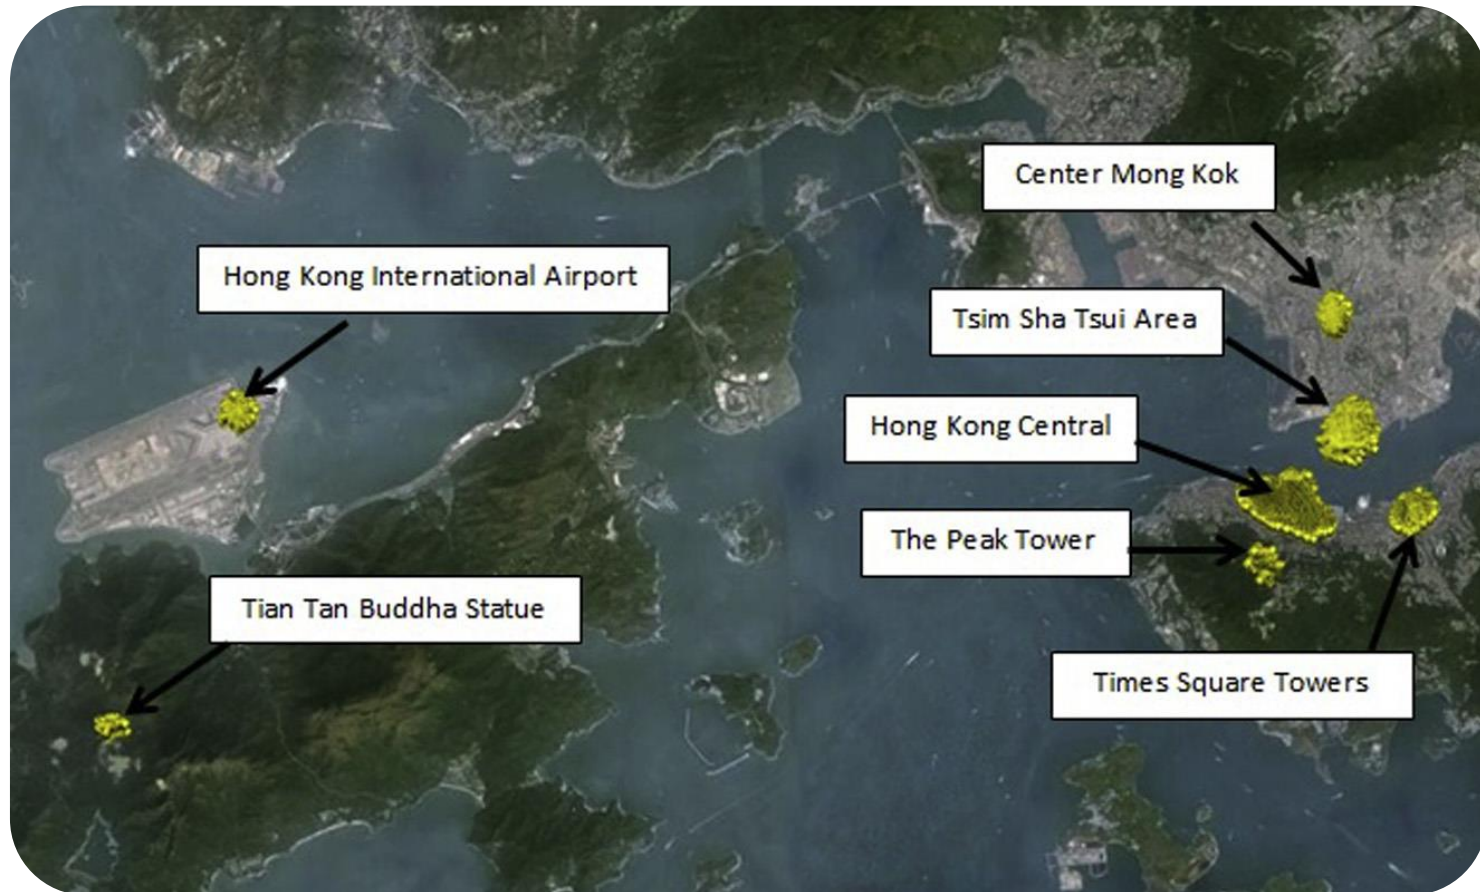 Center Mong Kok
Hong Kong International Airport
Tsim Sha Tsui Area
Hong Kong Central
The Peak Tower
Tian Tan Buddha Statue
Times Square Towers